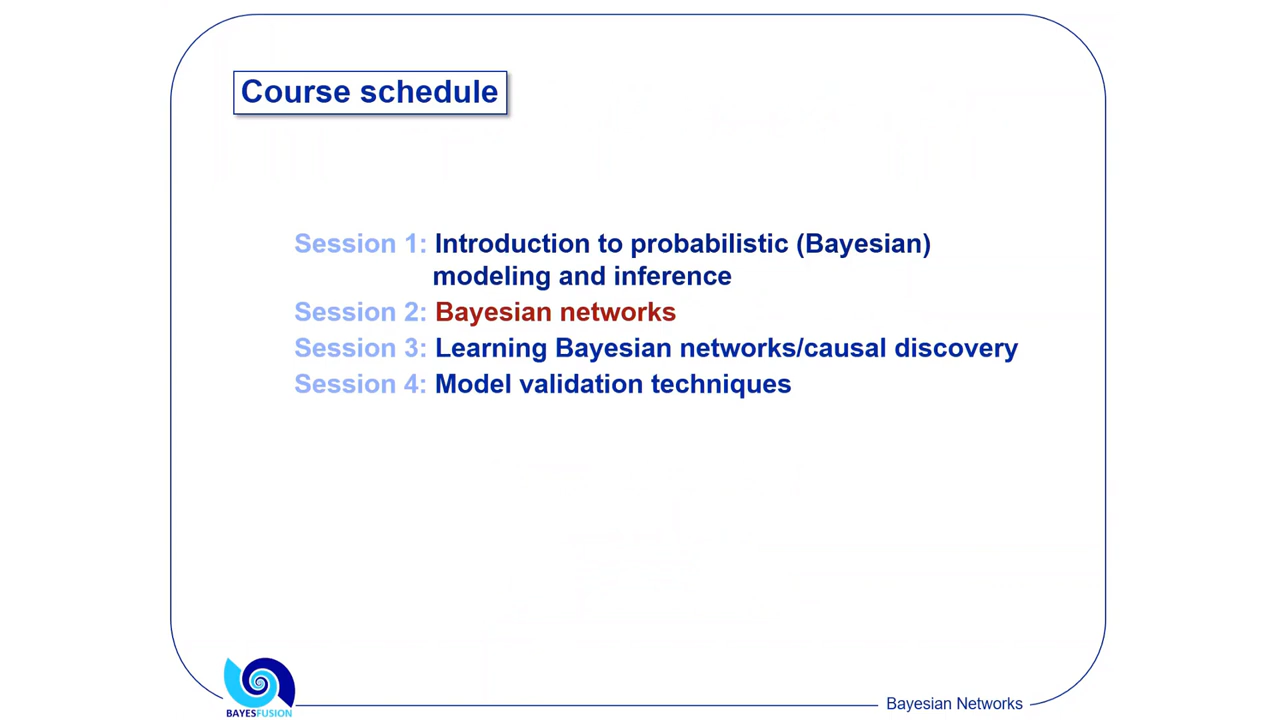 Course schedule
Session 1: Introduction to probabilistic (Bayesian)
modeling and inference
Session 2: Bayesian networks
Session 3: Learning Bayesian networks/causal discovery
Session 4: Model validation techniques
BAYESFUSION
Bayesian Networks